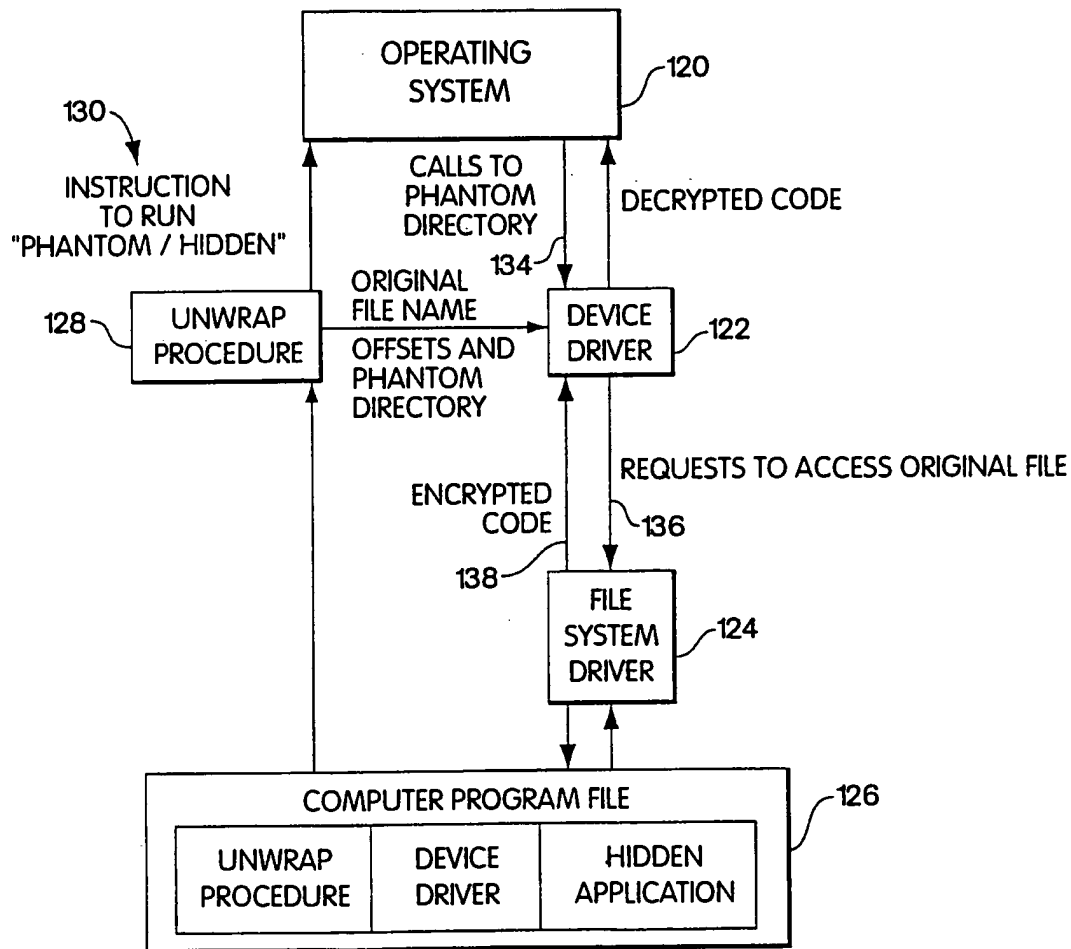 OPERATING
SYSTEM
120
130
INSTRUCTION
TO RUN
"PHANTOM / HIDDEN"
CALLS TO
PHANTOM
DIRECTORY
134
DECRYPTED CODE
128
UNWRAP
PROCEDURE
ORIGINAL
FILE NAME
OFFSETS AND
PHANTOM
DIRECTORY
DEVICE
DRIVER
122
ENCRYPTED
CODE
138
REQUESTS TO ACCESS ORIGINAL FILE
136
FILE
SYSTEM
DRIVER
124
COMPUTER PROGRAM FILE
126
UNWRAP
PROCEDURE
DEVICE
DRIVER
HIDDEN
APPLICATION